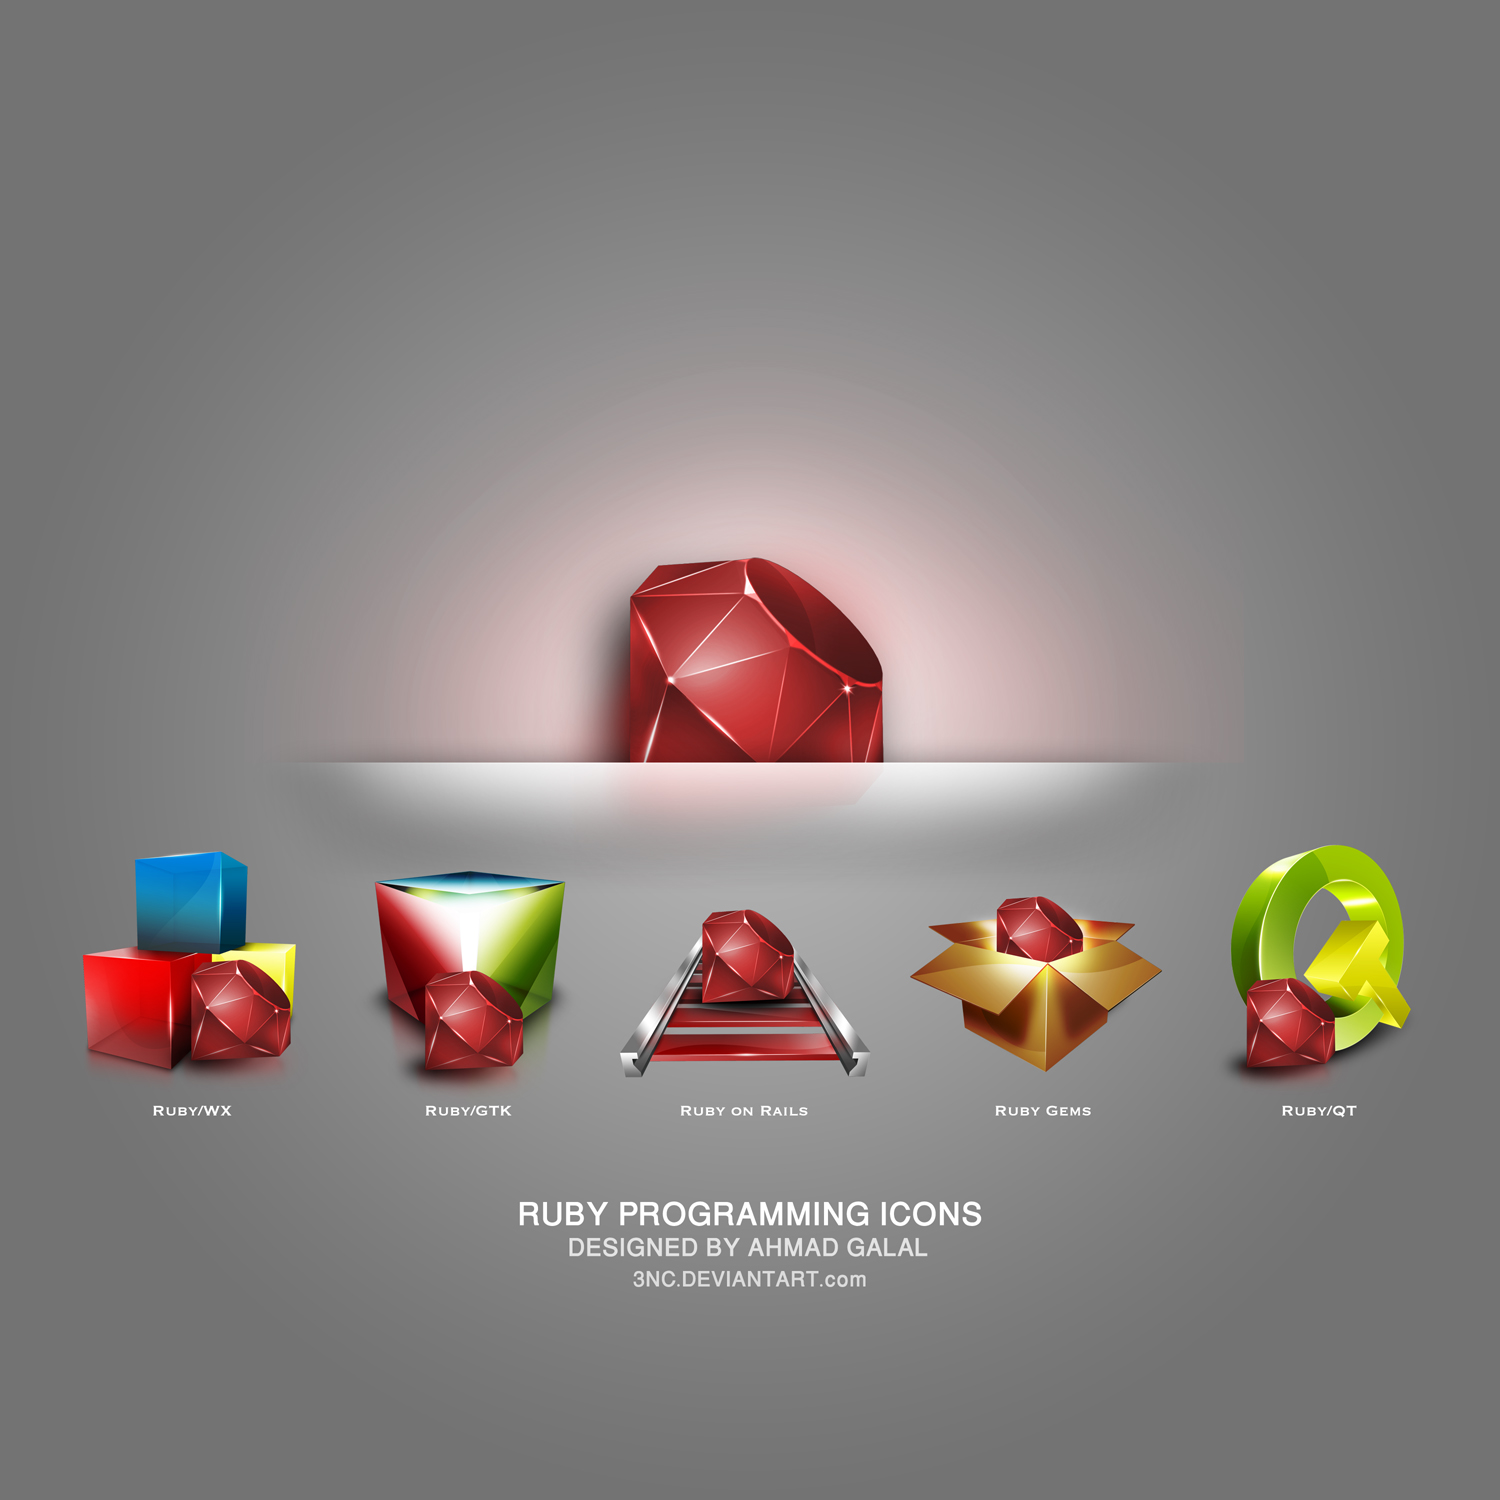 Ruby/WX
Ruby/GTK
Ruby on Rails
Ruby Gems
Ruby/QT
RUBY PROGRAMMING ICONS
DESIGNED BY AHMAD GALAL
3NC.DEVIANTART.com